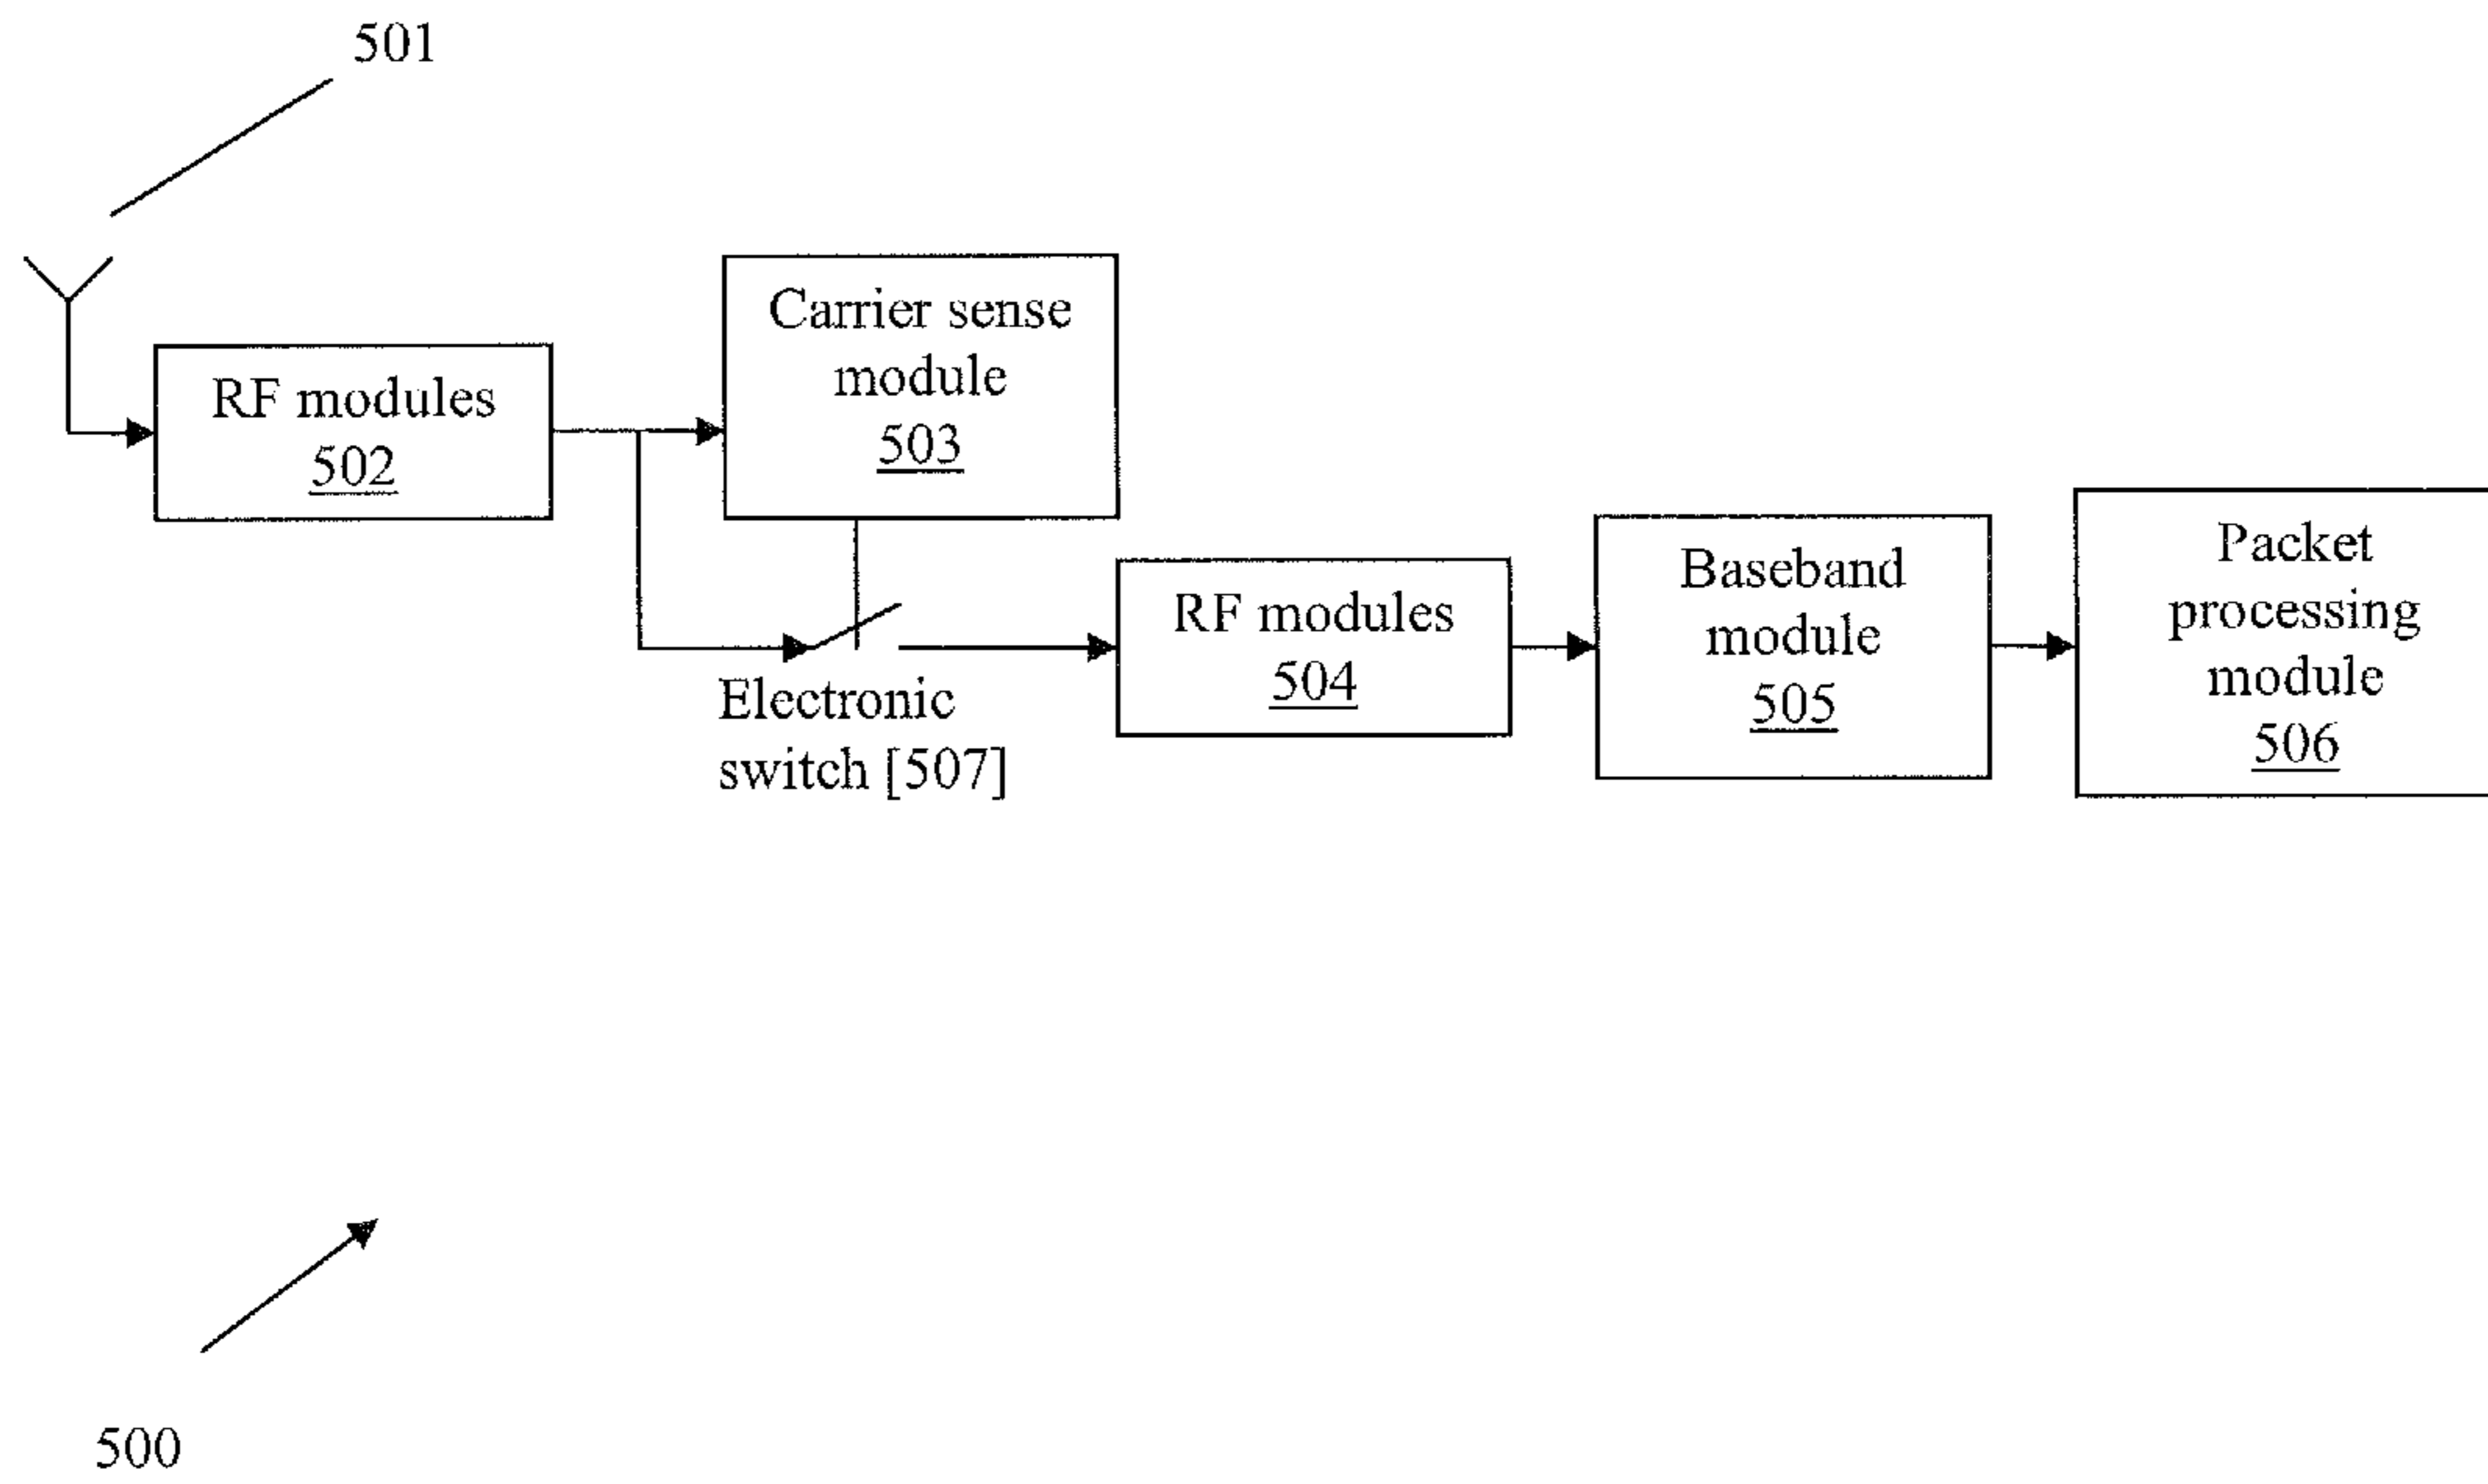 501
RF modules
502
Carrier sense
module
503
Electronic
switch [507]
RF modules
504
Baseband
module
505
Packet
processing
module
506
500